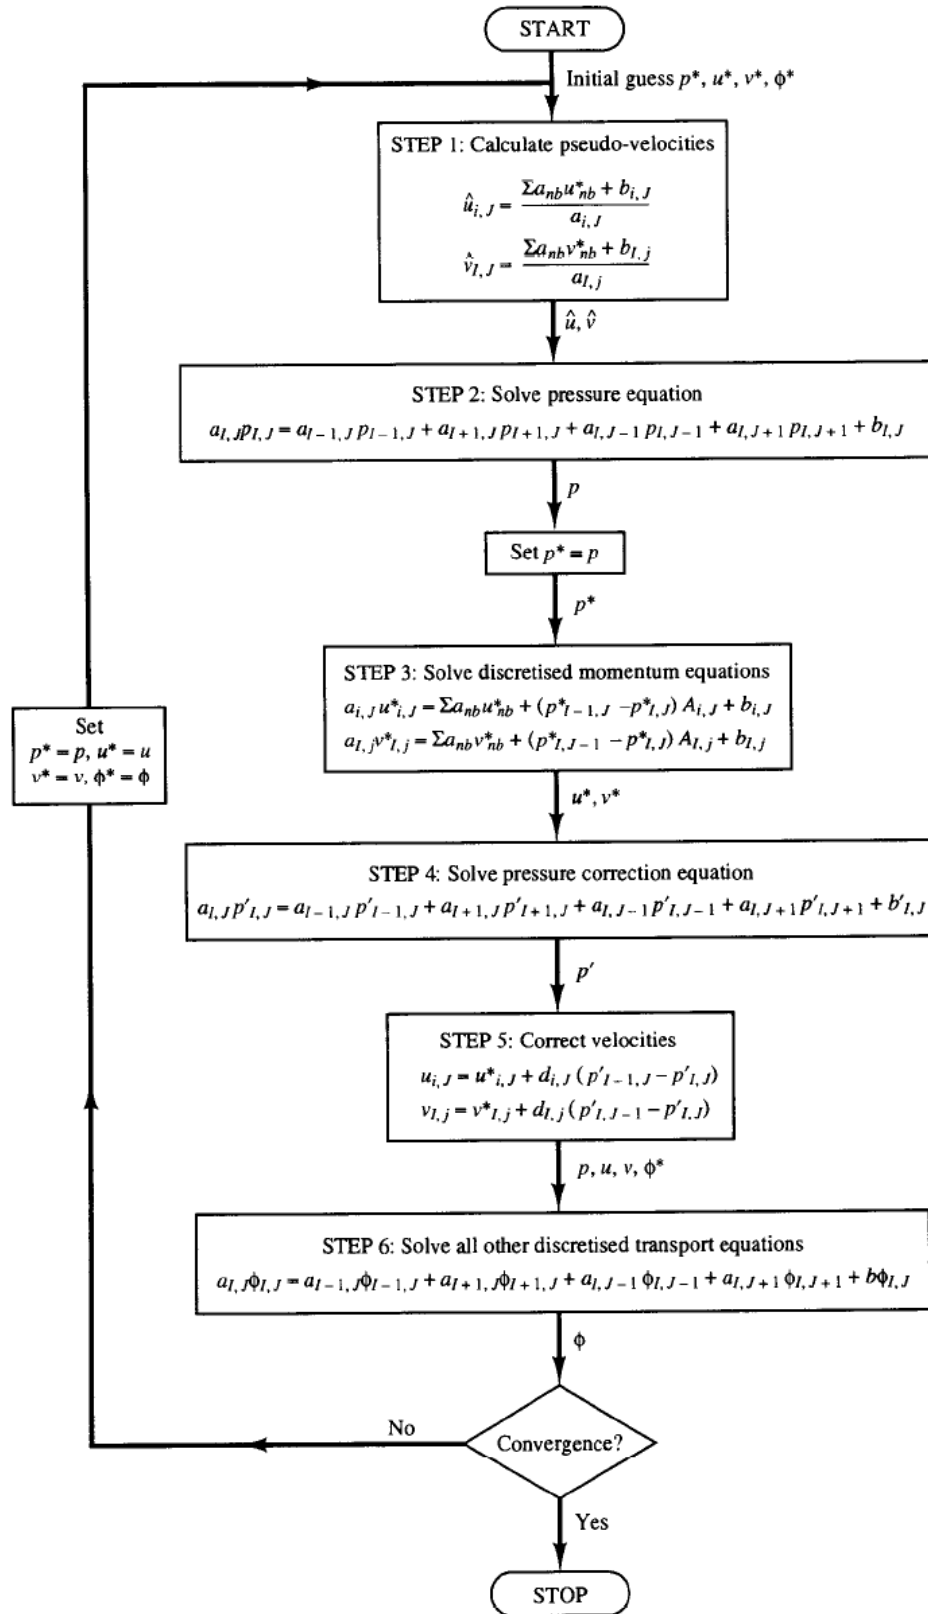 START
Initial guess p*, u*, v*, ϕ*
STEP 1: Calculate pseudo-velocities
û_{i, J} = \frac{Σa_{nb}u*_{nb} + b_{i, J}}{a_{i, J}}
v̂_{I, J} = \frac{Σa_{nb}v*_{nb} + b_{I, j}}{a_{I, j}}
û, v̂
STEP 2: Solve pressure equation
a_{I, J}p_{I, J} = a_{I-1, J} p_{I-1, J} + a_{I+1, J} p_{I+1, J} + a_{I, J-1} p_{I, J-1} + a_{I, J+1} p_{I, J+1} + b_{I, J}
p
Set p* = p
p*
STEP 3: Solve discretised momentum equations
a_{i, J} u*_{i, J} = Σa_{nb}u*_{nb} + (p*_{I-1, J} - p*_{I, J}) A_{i, J} + b_{i, J}
a_{I, j}v*_{I, j} = Σa_{nb}v*_{nb} + (p*_{I, J-1} - p*_{I, J}) A_{I, j} + b_{I, j}
u*, v*
Set
p* = p, u* = u
v* = v, ϕ* = ϕ
STEP 4: Solve pressure correction equation
a_{I, J} p'_{I, J} = a_{I-1, J} p'_{I-1, J} + a_{I+1, J} p'_{I+1, J} + a_{I, J-1} p'_{I, J-1} + a_{I, J+1} p'_{I, J+1} + b'_{I, J}
p'
STEP 5: Correct velocities
u_{i, J} = u*_{i, J} + d_{i, J} (p'_{I-1, J} - p'_{I, J})
v_{I, j} = v*_{I, j} + d_{I, j} (p'_{I, J-1} - p'_{I, J})
p, u, v, ϕ*
STEP 6: Solve all other discretised transport equations
a_{I, J}ϕ_{I, J} = a_{I-1, J}ϕ_{I-1, J} + a_{I+1, J}ϕ_{I+1, J} + a_{I, J-1} ϕ_{I, J-1} + a_{I, J+1} ϕ_{I, J+1} + bϕ_{I, J}
ϕ
No
Convergence?
Yes
STOP